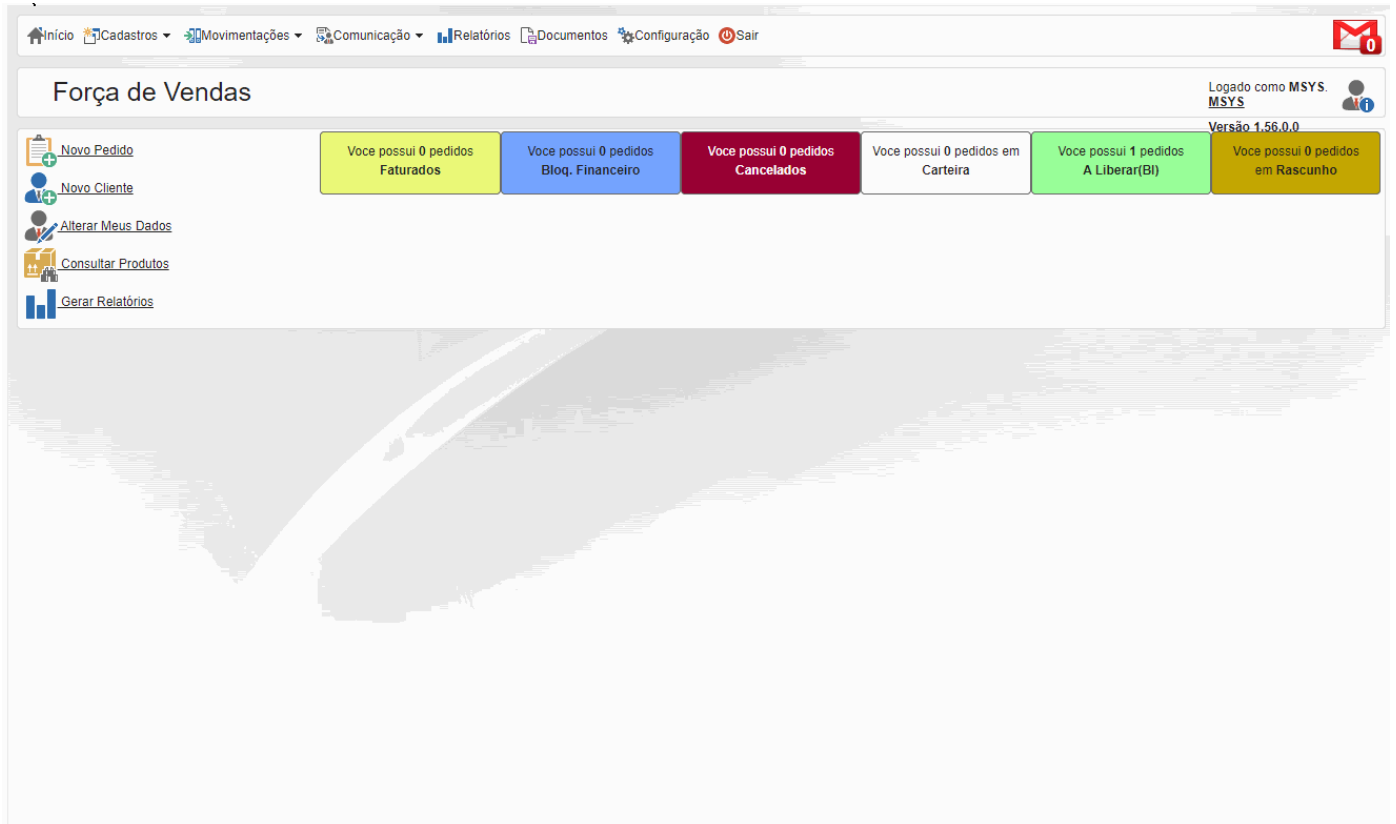 Início Cadastros Movimentações Comunicação Relatórios Documentos Configuração Sair
0
Força de Vendas
Logado como MSYS.
MSYS
Versão 1.56.0.0
Novo Pedido
Novo Cliente
Alterar Meus Dados
Consultar Produtos
Gerar Relatórios
Voce possui 0 pedidos
Faturados
Voce possui 0 pedidos
Bloq. Financeiro
Voce possui 0 pedidos
Cancelados
Voce possui 0 pedidos em
Carteira
Voce possui 1 pedidos
A Liberar(BI)
Voce possui 0 pedidos
em Rascunho